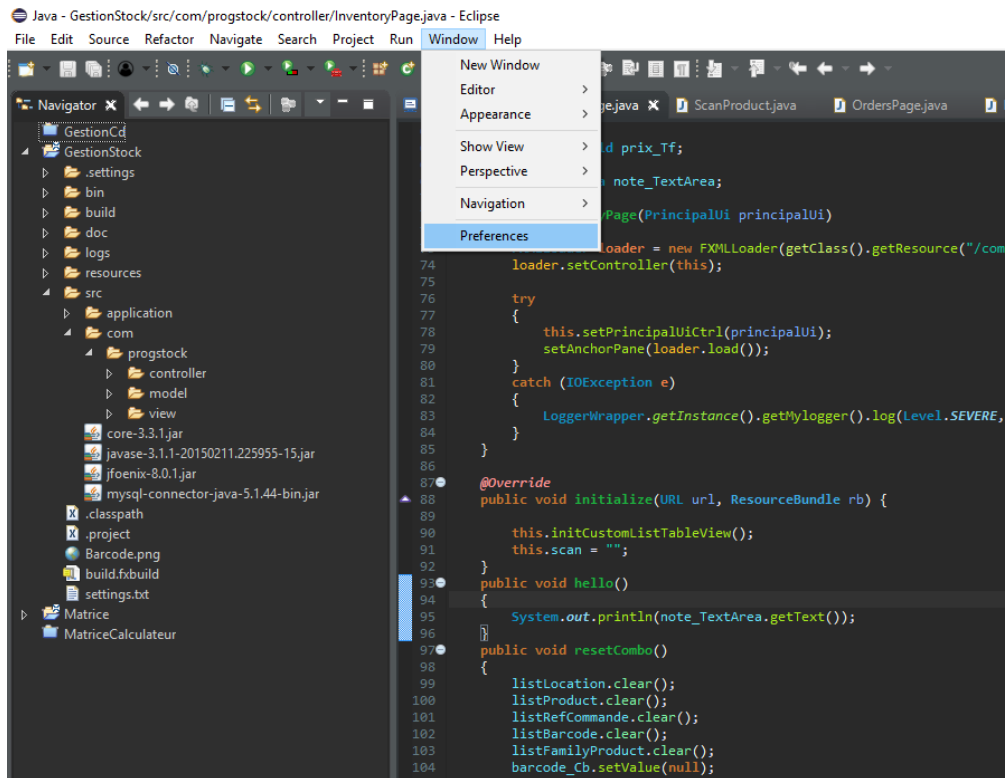 Java - GestionStock/src/com/progstock/controller/InventoryPage.java - Eclipse
File Edit Source Refactor Navigate Search Project Run Window Help
New Window
Editor
Appearance
Show View
Perspective
Navigation
Preferences
Navigator
GestionCd
GestionStock
.settings
bin
build
doc
logs
resources
src
application
com
progstock
controller
model
view
core-3.3.1.jar
javase-3.1.1-20150211.225955-15.jar
jfoenix-8.0.1.jar
mysql-connector-java-5.1.44-bin.jar
.classpath
.project
Barcode.png
build.fxbuild
settings.txt
Matrice
MatriceCalculateur
ge.java ScanProduct.java OrdersPage.java
ld prix_Tf;
note_TextArea;
yPage(PrincipalUi principalUi)
loader = new FXMLLoader(getClass().getResource("/com
74 loader.setController(this);
75
76 try
77 {
78 this.setPrincipalUiCtrl(principalUi);
79 setAnchorPane(loader.load());
80 }
81 catch (IOException e)
82 {
83 LoggerWrapper.getInstance().getMylogger().log(Level.SEVERE,
84 }
85 }
86
87 @Override
88 public void initialize(URL url, ResourceBundle rb) {
89
90 this.initCustomListTableView();
91 this.scan = "";
92 }
93 public void hello()
94 {
95 System.out.println(note_TextArea.getText());
96 }
97 public void resetCombo()
98 {
99 listLocation.clear();
100 listProduct.clear();
101 listRefCommande.clear();
102 listBarcode.clear();
103 listFamilyProduct.clear();
104 barcode_Cb.setValue(null);